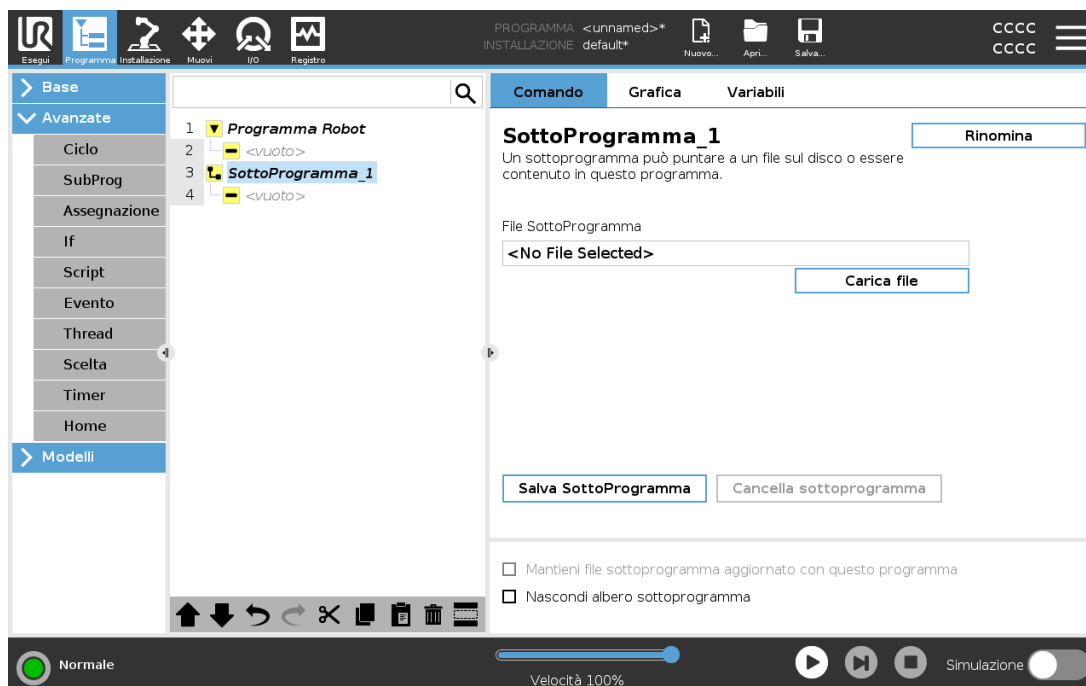 PROGRAMMA <unnamed>*
INSTALLAZIONE default*
Esegui
Programma
Installazione
Muovi
I/O
Registro
Nuovo...
Apri...
Salva...
CCCC
CCCC
Base
Avanzate
Ciclo
SubProg
Assegnazione
If
Script
Evento
Thread
Scelta
Timer
Home
Modelli
1 Programma Robot
2 <vuoto>
3 SottoProgramma_1
4 <vuoto>
Comando Grafica Variabili
SottoProgramma_1
Rinomina
Un sottoprogramma può puntare a un file sul disco o essere
contenuto in questo programma.
File SottoProgramma
<No File Selected>
Carica file
Salva SottoProgramma
Cancella sottoprogramma
Mantieni file sottoprogramma aggiornato con questo programma
Nascondi albero sottoprogramma
Normale
Velocità 100%
Simulazione